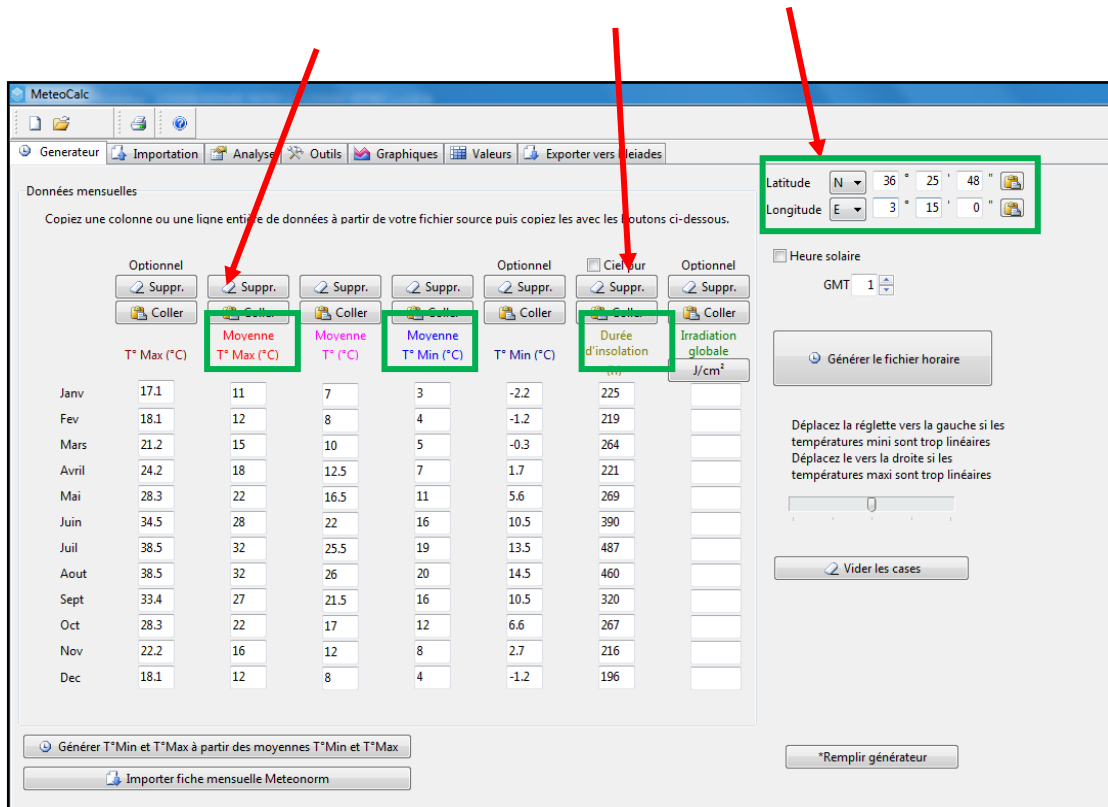 MeteoCalc
Generateur Importation Analyse Outils Graphiques Valeurs Exporter vers Pleiades
Données mensuelles
Copiez une colonne ou une ligne entière de données à partir de votre fichier source puis copiez les avec les boutons ci-dessous.
Latitude N 36 ° 25 ' 48 "
Longitude E 3 ° 15 ' 0 "
Heure solaire
GMT 1
Optionnel Optionnel Ciel pur Optionnel
Suppr. Suppr. Suppr. Suppr. Suppr. Suppr. Suppr.
Coller Coller Coller Coller Coller Coller Coller
Moyenne Moyenne Moyenne Durée Irradiation
T° Max (°C) T° Max (°C) T° (°C) T° Min (°C) T° Min (°C) d'insolation globale
(h) J/cm²
Janv 17.1 11 7 3 -2.2 225
Fev 18.1 12 8 4 -1.2 219
Mars 21.2 15 10 5 -0.3 264
Avril 24.2 18 12.5 7 1.7 221
Mai 28.3 22 16.5 11 5.6 269
Juin 34.5 28 22 16 10.5 390
Juil 38.5 32 25.5 19 13.5 487
Aout 38.5 32 26 20 14.5 460
Sept 33.4 27 21.5 16 10.5 320
Oct 28.3 22 17 12 6.6 267
Nov 22.2 16 12 8 2.7 216
Dec 18.1 12 8 4 -1.2 196
Générer le fichier horaire
Déplacez la réglette vers la gauche si les
températures mini sont trop linéaires
Déplacez le vers la droite si les
températures maxi sont trop linéaires
Vider les cases
Générer T°Min et T°Max à partir des moyennes T°Min et T°Max
Importer fiche mensuelle Meteonorm
*Remplir générateur